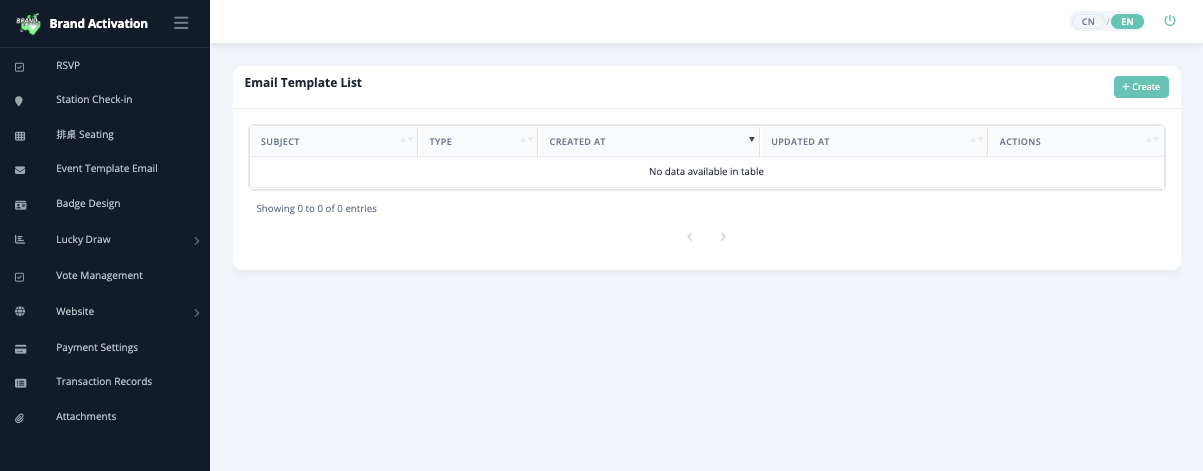 BRAND
Brand Activation
CN / EN
RSVP
Station Check-in
排桌 Seating
Event Template Email
Badge Design
Lucky Draw
Vote Management
Website
Payment Settings
Transaction Records
Attachments
Email Template List
+ Create
SUBJECT TYPE CREATED AT UPDATED AT ACTIONS
No data available in table
Showing 0 to 0 of 0 entries